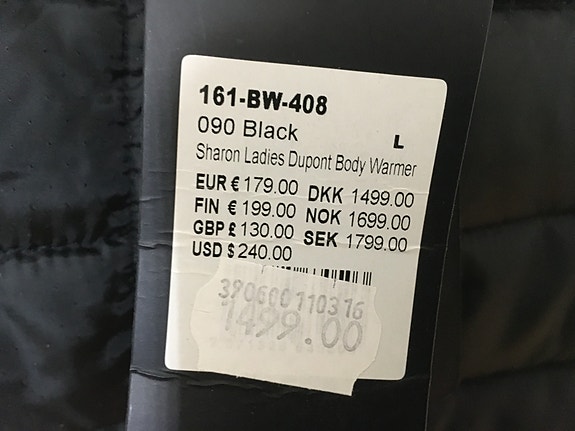 161-BW-408
090 Black L
Sharon Ladies Dupont Body Warmer
EUR € 179.00 DKK 1499.00
FIN € 199.00 NOK 1699.00
GBP £ 130.00 SEK 1799.00
USD $ 240.00
390600110316
1499.00